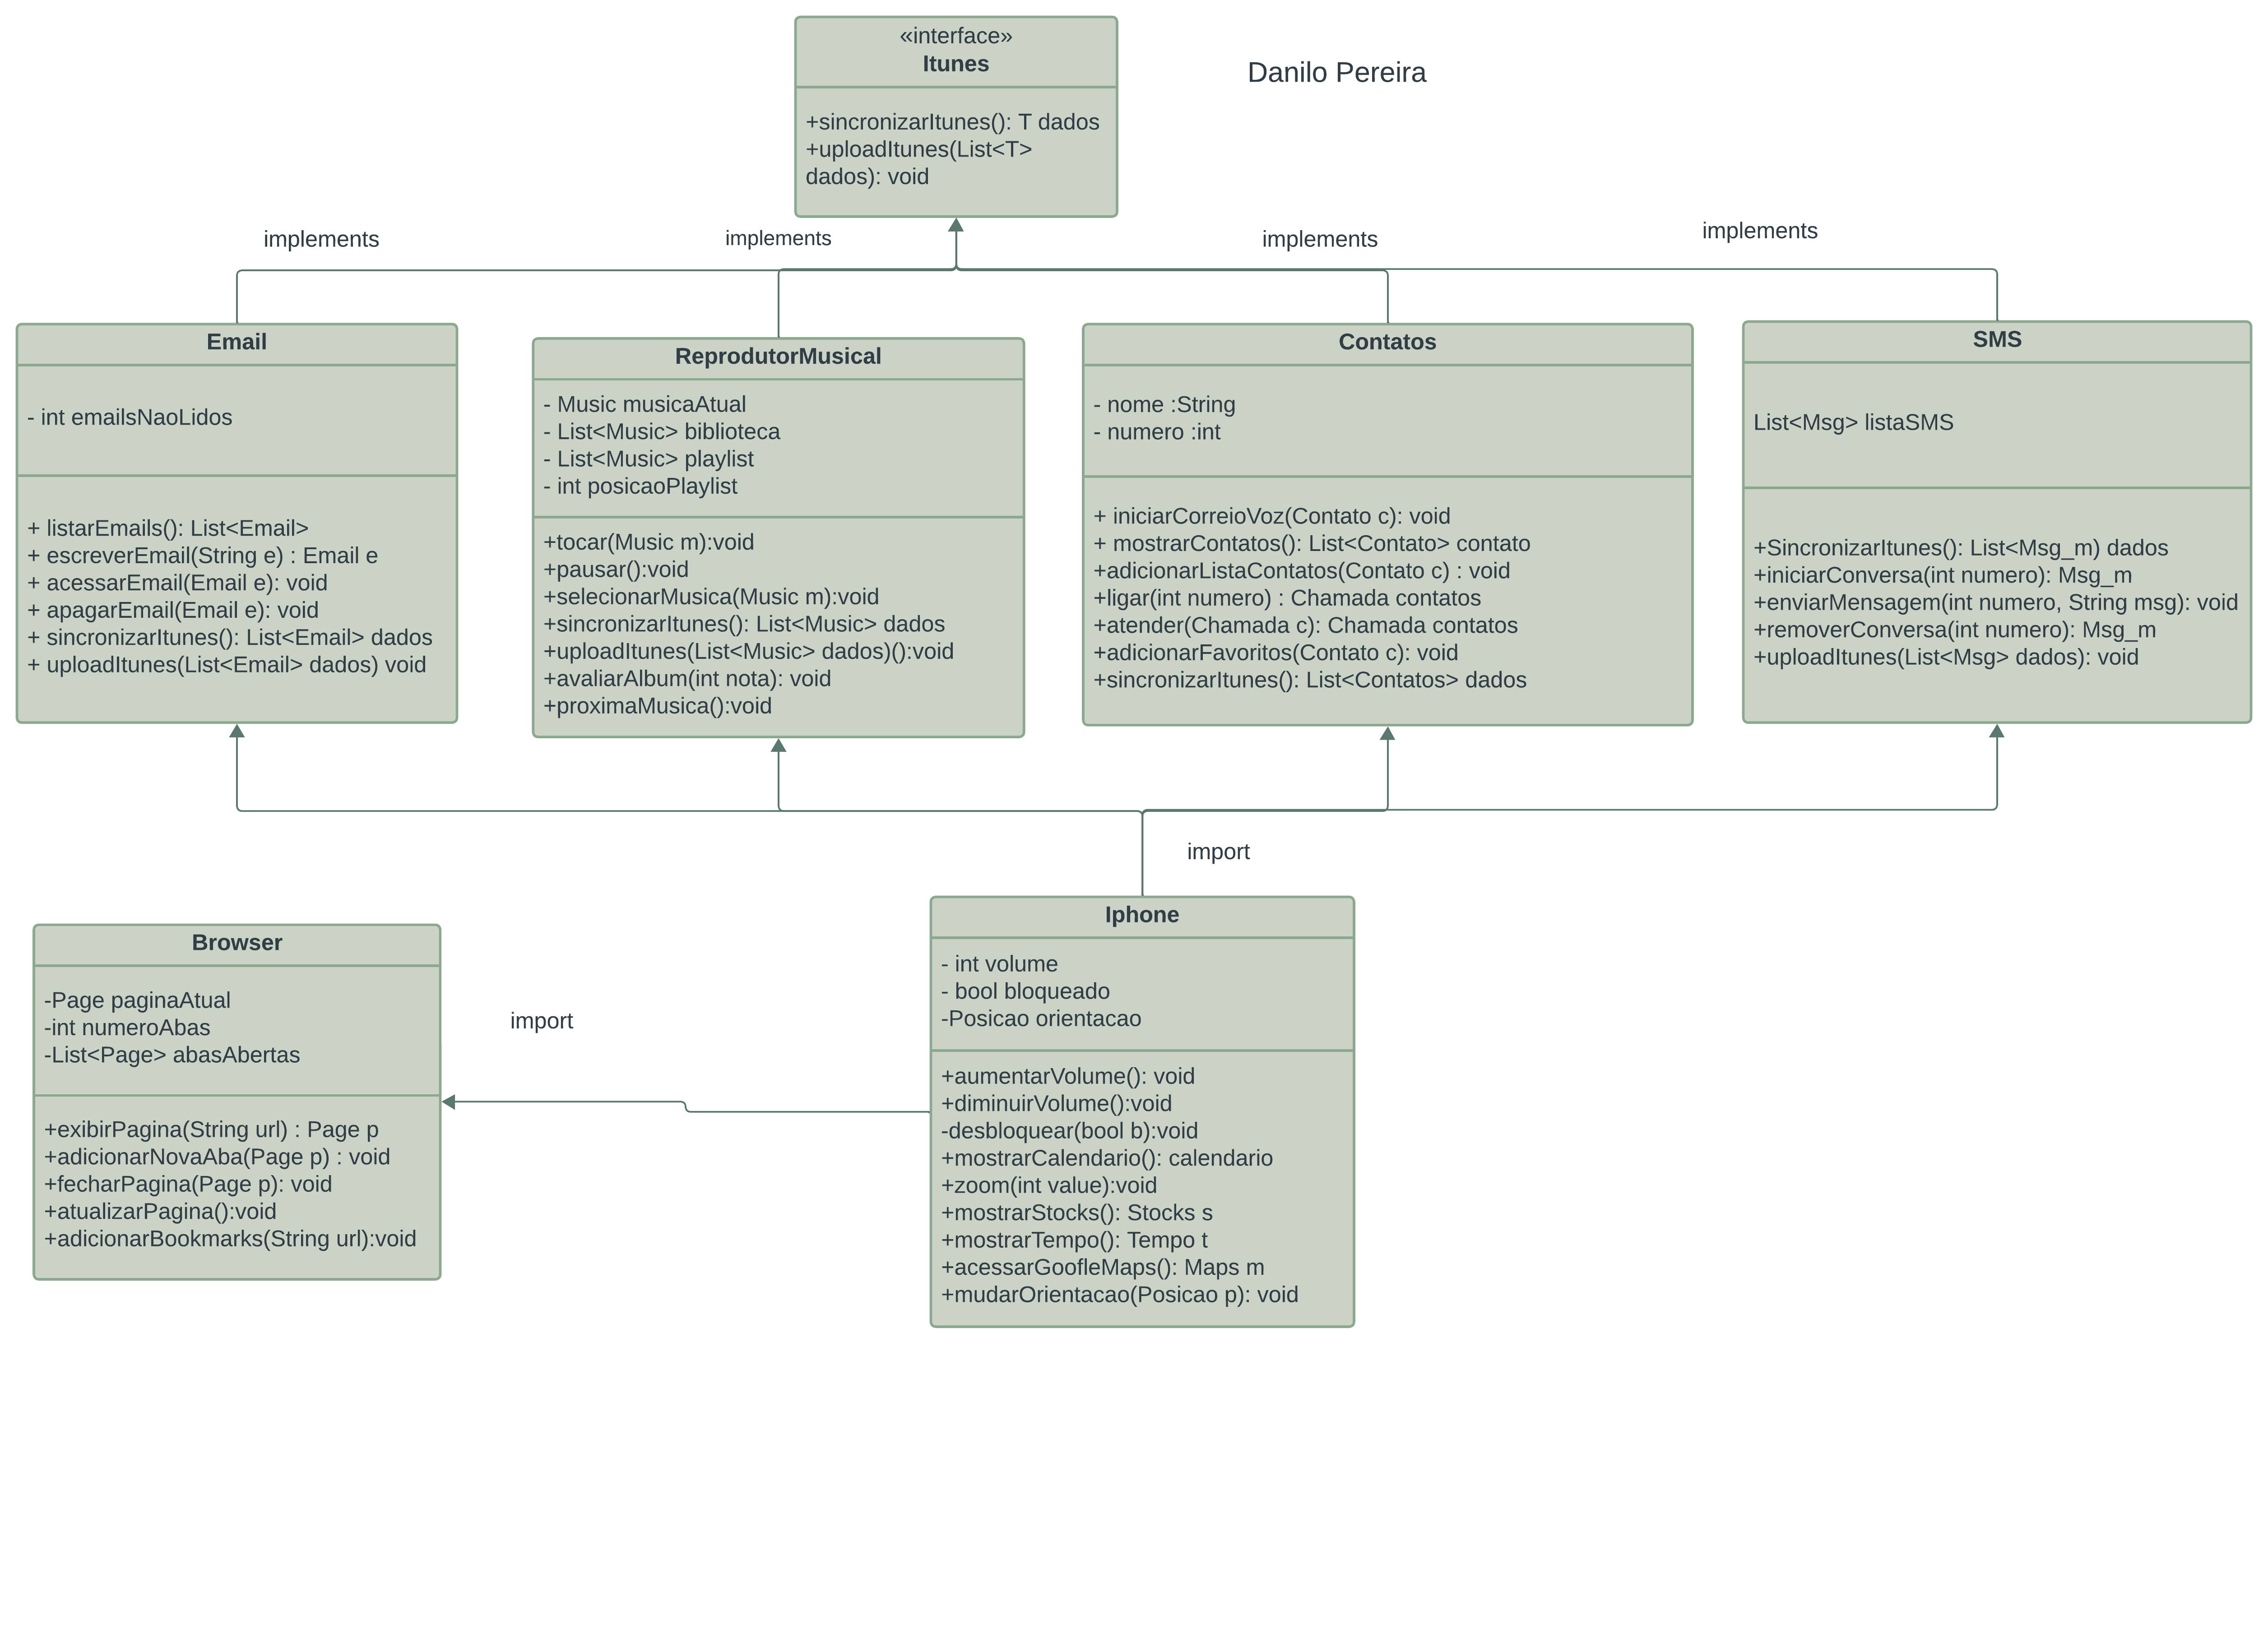 «interface»
Itunes
Danilo Pereira
+sincronizarItunes(): T dados
+uploadItunes(List<T>
dados): void
implements
implements
implements
implements
Email
- int emailsNaoLidos
+ listarEmails(): List<Email>
+ escreverEmail(String e) : Email e
+ acessarEmail(Email e): void
+ apagarEmail(Email e): void
+ sincronizarItunes(): List<Email> dados
+ uploadItunes(List<Email> dados) void
ReprodutorMusical
- Music musicaAtual
- List<Music> biblioteca
- List<Music> playlist
- int posicaoPlaylist
+tocar(Music m):void
+pausar():void
+selecionarMusica(Music m):void
+sincronizarItunes(): List<Music> dados
+uploadItunes(List<Music> dados)():void
+avaliarAlbum(int nota): void
+proximaMusica():void
Contatos
- nome :String
- numero :int
+ iniciarCorreioVoz(Contato c): void
+ mostrarContatos(): List<Contato> contato
+adicionarListaContatos(Contato c) : void
+ligar(int numero) : Chamada contatos
+atender(Chamada c): Chamada contatos
+adicionarFavoritos(Contato c): void
+sincronizarItunes(): List<Contatos> dados
SMS
List<Msg> listaSMS
+SincronizarItunes(): List<Msg_m) dados
+iniciarConversa(int numero): Msg_m
+enviarMensagem(int numero, String msg): void
+removerConversa(int numero): Msg_m
+uploadItunes(List<Msg> dados): void
import
Browser
-Page paginaAtual
-int numeroAbas
-List<Page> abasAbertas
+exibirPagina(String url) : Page p
+adicionarNovaAba(Page p) : void
+fecharPagina(Page p): void
+atualizarPagina():void
+adicionarBookmarks(String url):void
import
Iphone
- int volume
- bool bloqueado
-Posicao orientacao
+aumentarVolume(): void
+diminuirVolume():void
-desbloquear(bool b):void
+mostrarCalendario(): calendario
+zoom(int value):void
+mostrarStocks(): Stocks s
+mostrarTempo(): Tempo t
+acessarGoofleMaps(): Maps m
+mudarOrientacao(Posicao p): void